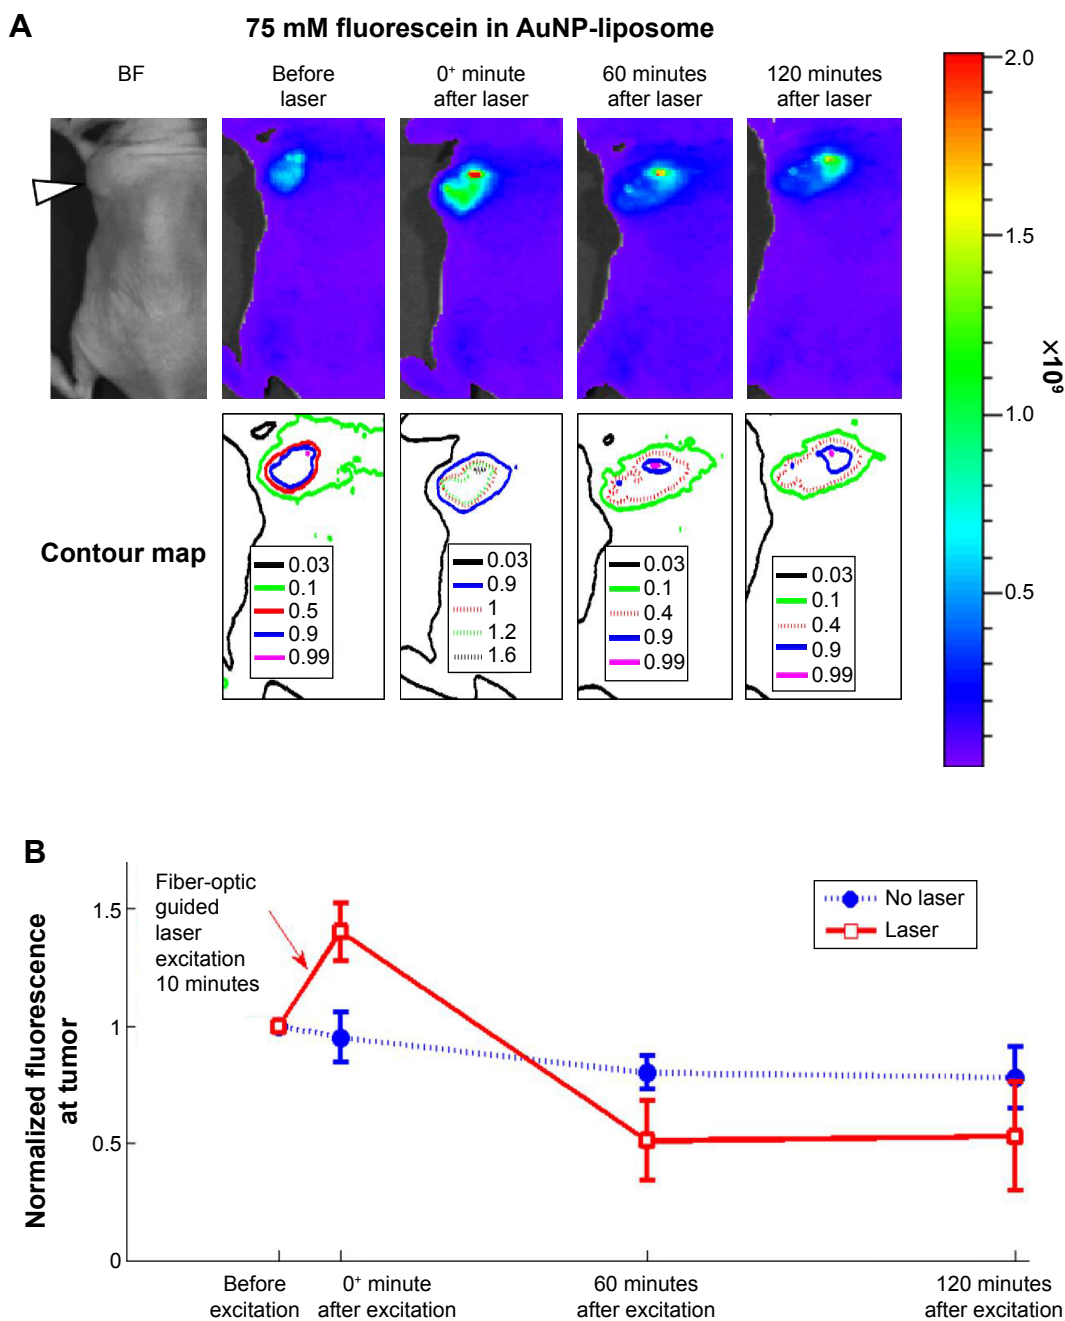 A
75 mM fluorescein in AuNP-liposome
BF
Before
laser
0⁺ minute
after laser
60 minutes
after laser
120 minutes
after laser
2.0
1.5
1.0
0.5
×10⁹
Contour map
0.03
0.1
0.5
0.9
0.99
0.03
0.9
1
1.2
1.6
0.03
0.1
0.4
0.9
0.99
0.03
0.1
0.4
0.9
0.99
B
Normalized fluorescence
at tumor
1.5
1
0.5
0
Fiber-optic
guided
laser
excitation
10 minutes
No laser
Laser
Before
excitation
0⁺ minute
after excitation
60 minutes
after excitation
120 minutes
after excitation